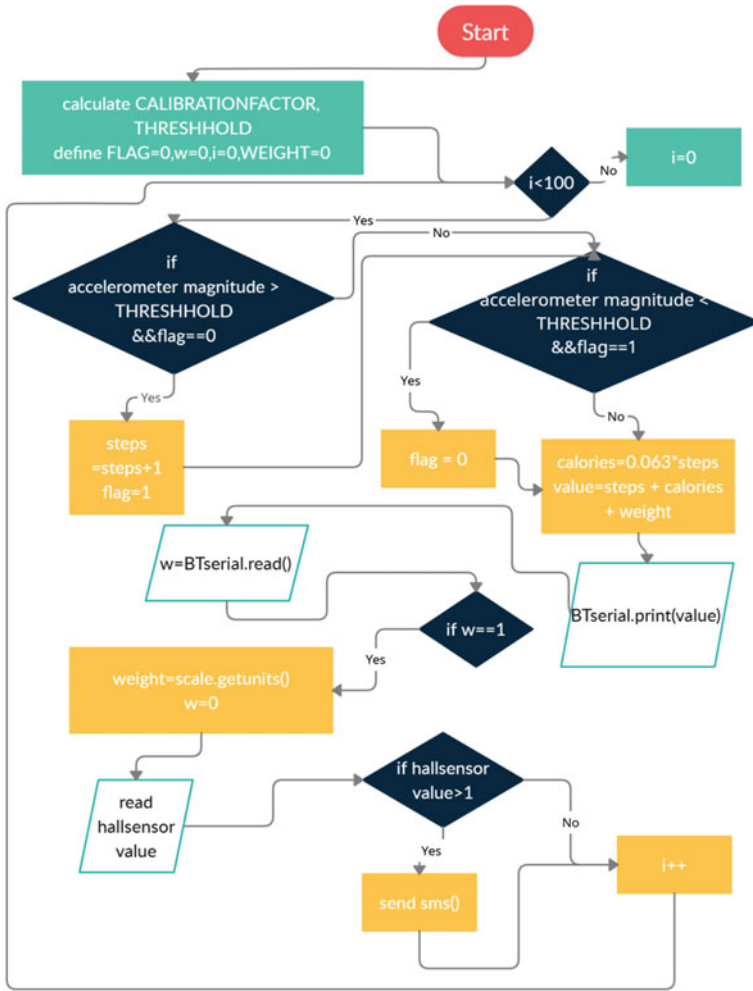 Start
calculate CALIBRATIONFACTOR,
THRESHHOLD
define FLAG=0,w=0,i=0,WEIGHT=0
i<100
No
i=0
Yes
if
accelerometer magnitude >
THRESHHOLD
&&flag==0
No
if
accelerometer magnitude <
THRESHHOLD
&&flag==1
Yes
steps
=steps+1
flag=1
Yes
flag = 0
No
calories=0.063*steps
value=steps + calories
+ weight
w=BTserial.read()
BTserial.print(value)
if w==1
Yes
weight=scale.getunits()
w=0
read
hallsensor
value
if hallsensor
value>1
No
Yes
send sms()
i++